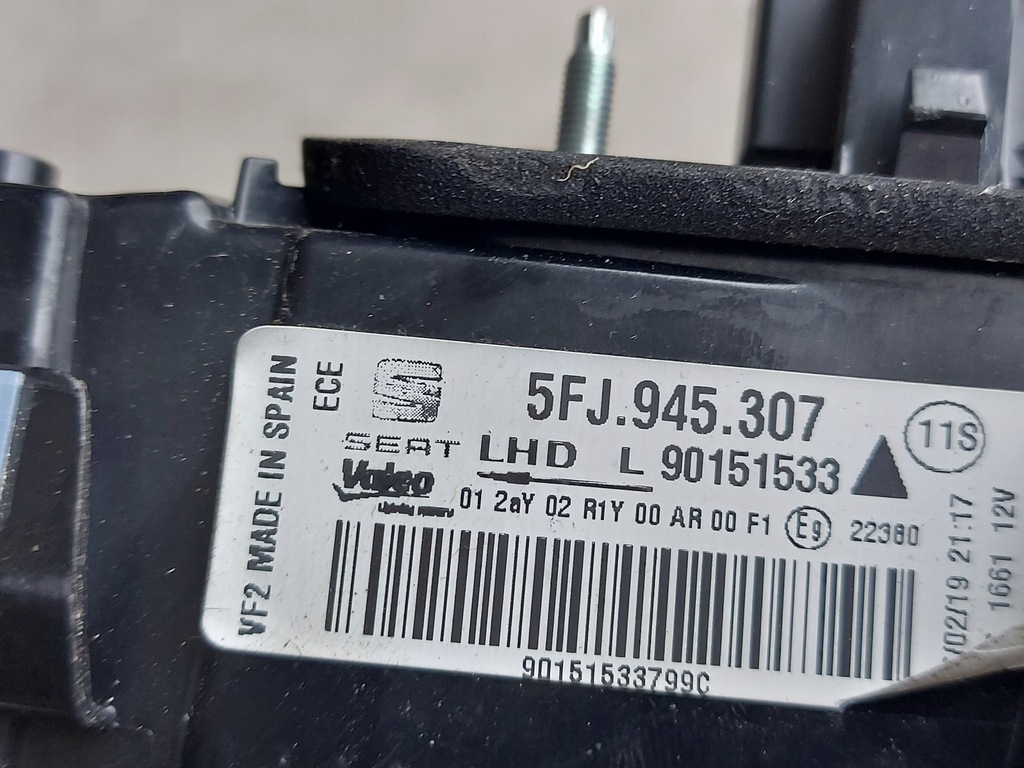 VF2 MADE IN SPAIN
ECE
5FJ.945.307
11S
SEAT LHD L 90151533
Valeo
01 2aY 02 R1Y 00 AR 00 F1 E9 22380
90151533799C
/02/19 21:17
1661 12V